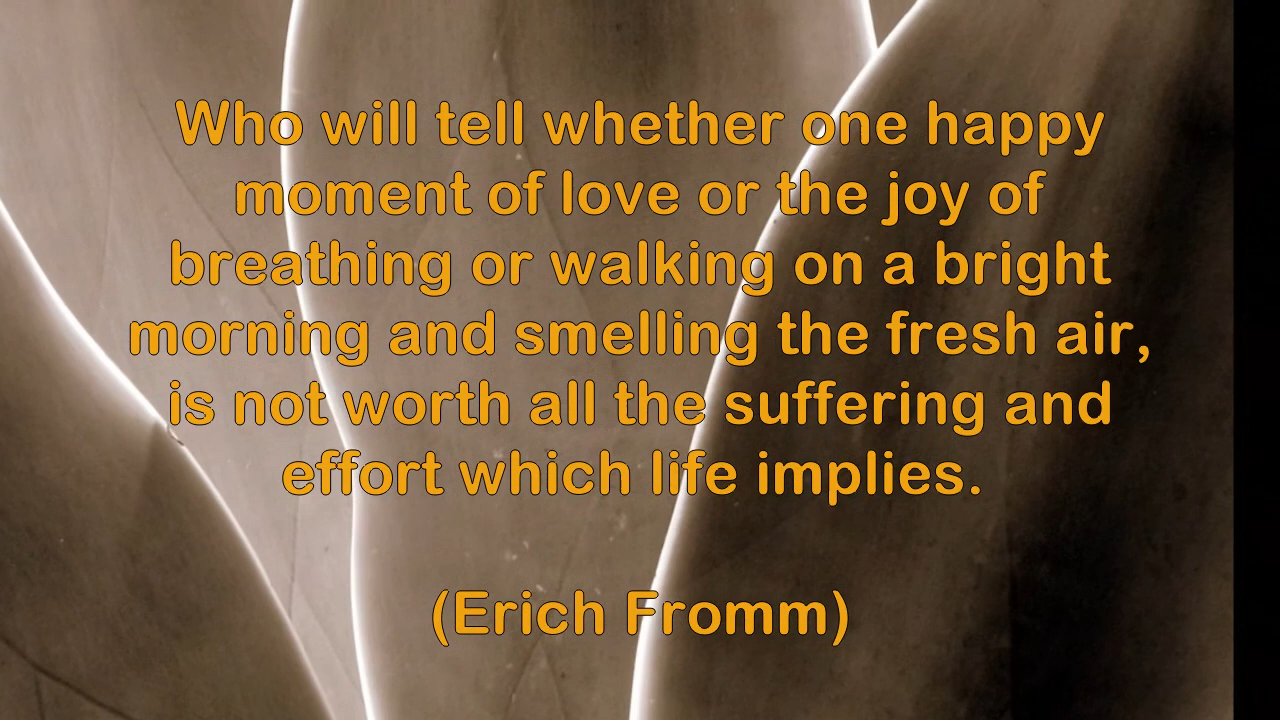 Who will tell whether one happy
moment of love or the joy of
breathing or walking on a bright
morning and smelling the fresh air,
is not worth all the suffering and
effort which life implies.
(Erich Fromm)